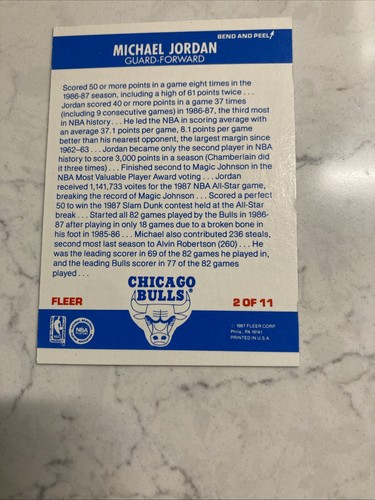 BEND AND PEEL
MICHAEL JORDAN
GUARD-FORWARD
Scored 50 or more points in a game eight times in the
1986-87 season, including a high of 61 points twice . . .
Jordan scored 40 or more points in a game 37 times
(including 9 consecutive games) in 1986-87, the third most
in NBA history . . . He led the NBA in scoring average with
an average 37.1 points per game, 8.1 points per game
better than his nearest opponent, the largest margin since
1962-63 . . . Jordan became only the second player in NBA
history to score 3,000 points in a season (Chamberlain did
it three times) . . . Finished second to Magic Johnson in the
NBA Most Valuable Player Award voting . . . Jordan
received 1,141,733 votes for the 1987 NBA All-Star game,
breaking the record of Magic Johnson . . . Scored a perfect
50 to win the 1987 Slam Dunk contest held at the All-Star
break . . . Started all 82 games played by the Bulls in 1986-
87 after playing in only 18 games due to a broken bone in
his foot in 1985-86 . . . Michael also contributed 236 steals,
second most last season to Alvin Robertson (260) . . . He
was the leading scorer in 69 of the 82 games he played in,
and the leading Bulls scorer in 77 of the 82 games
played . . .
FLEER
CHICAGO
BULLS®
2 OF 11
NBA
© 1987 FLEER CORP.
Phila., PA 19141
PRINTED IN U.S.A.